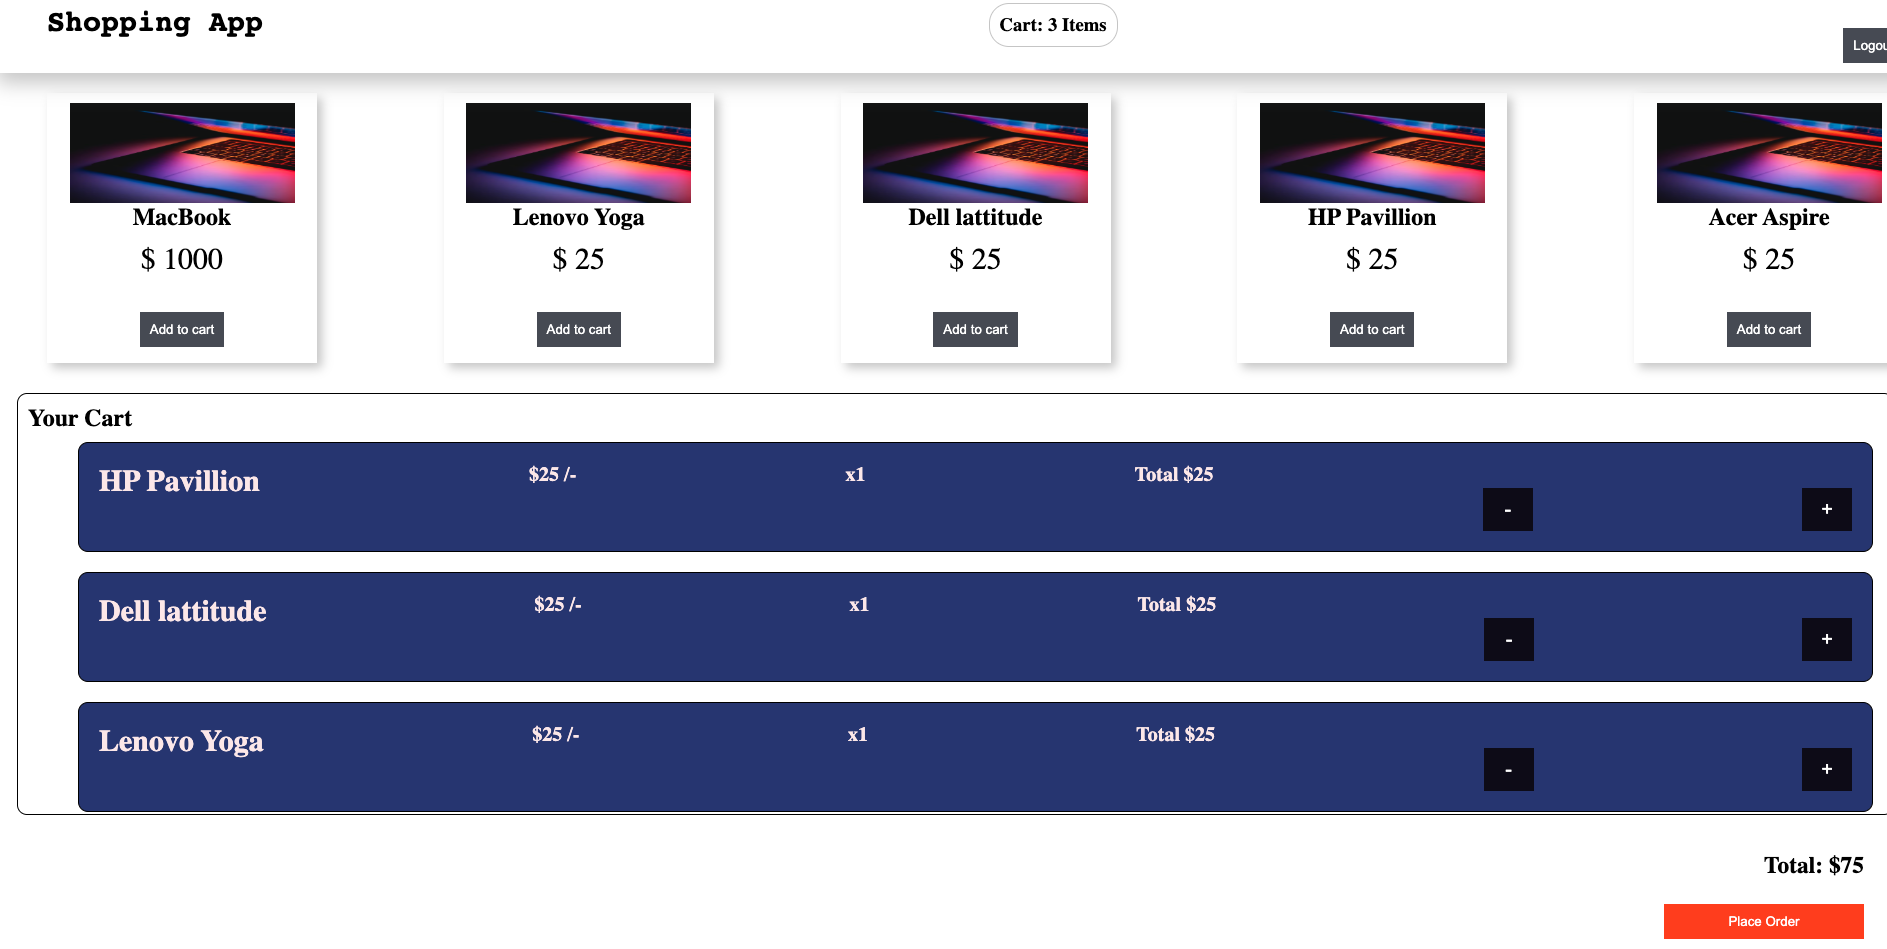 Shopping App
Cart: 3 Items
Logou
MacBook
$ 1000
Add to cart
Lenovo Yoga
$ 25
Add to cart
Dell lattitude
$ 25
Add to cart
HP Pavillion
$ 25
Add to cart
Acer Aspire
$ 25
Add to cart
Your Cart
HP Pavillion $25 /- x1 Total $25 - +
Dell lattitude $25 /- x1 Total $25 - +
Lenovo Yoga $25 /- x1 Total $25 - +
Total: $75
Place Order